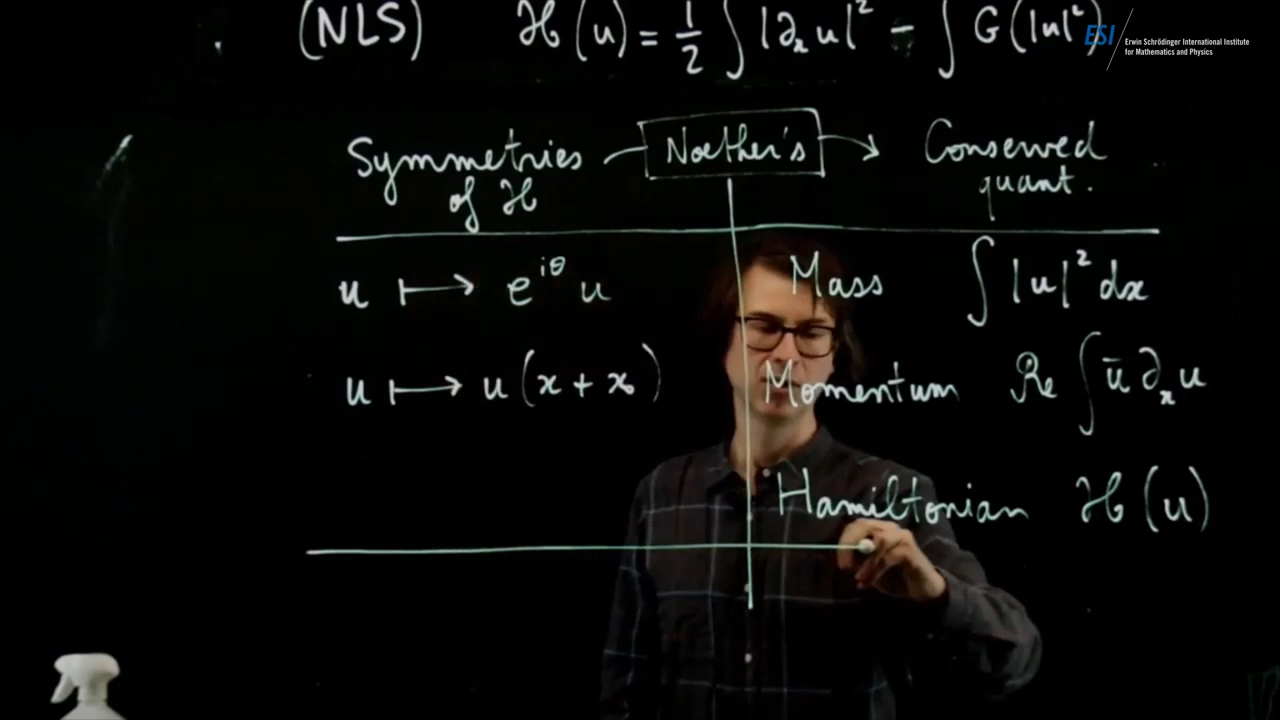 (NLS) ℋ(u) = 1/2 ∫ |∂ₓu|² - ∫ G(|u|²)
ESI Erwin Schrödinger International Institute
for Mathematics and Physics
Symmetries of ℋ
Noether's
Conserved quant.
u ⟼ e^{iθ} u Mass ∫ |u|² dx
u ⟼ u(x + x₀) Momentum Re ∫ ū ∂ₓu
Hamiltonian ℋ(u)